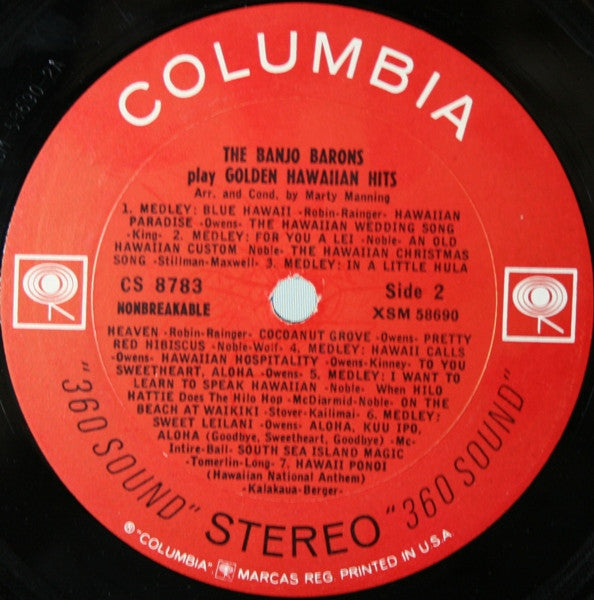 COLUMBIA
THE BANJO BARONS
play GOLDEN HAWAIIAN HITS
Arr. and Cond. by Marty Manning
1. MEDLEY: BLUE HAWAII -Robin-Rainger- HAWAIIAN
PARADISE -Owens- THE HAWAIIAN WEDDING SONG
-King- 2. MEDLEY: FOR YOU A LEI -Noble- AN OLD
HAWAIIAN CUSTOM Noble- THE HAWAIIAN CHRISTMAS
SONG -Stillman-Maxwell- 3. MEDLEY: IN A LITTLE HULA
CS 8783
Side 2
NONBREAKABLE
XSM 58690
HEAVEN -Robin-Rainger- COCOANUT GROVE -Owens- PRETTY
RED HIBISCUS -Noble-Wolf- 4. MEDLEY: HAWAII CALLS
-Owens- HAWAIIAN HOSPITALITY -Owens-Kinney- TO YOU
SWEETHEART, ALOHA -Owens- 5. MEDLEY: I WANT TO
LEARN TO SPEAK HAWAIIAN -Noble- When HILO
HATTIE Does The Hilo Hop -McDiarmid-Noble- ON THE
BEACH AT WAIKIKI -Stover-Kailimai- 6. MEDLEY:
SWEET LEILANI -Owens- ALOHA, KUU IPO,
ALOHA (Goodbye, Sweetheart, Goodbye) -Mc-
Intire-Ball- SOUTH SEA ISLAND MAGIC
-Tomerlin-Long- 7. HAWAII PONOI
(Hawaiian National Anthem)
-Kalakaua-Berger-
"360 SOUND" STEREO "360 SOUND"
® "COLUMBIA" MARCAS REG. PRINTED IN U.S.A.